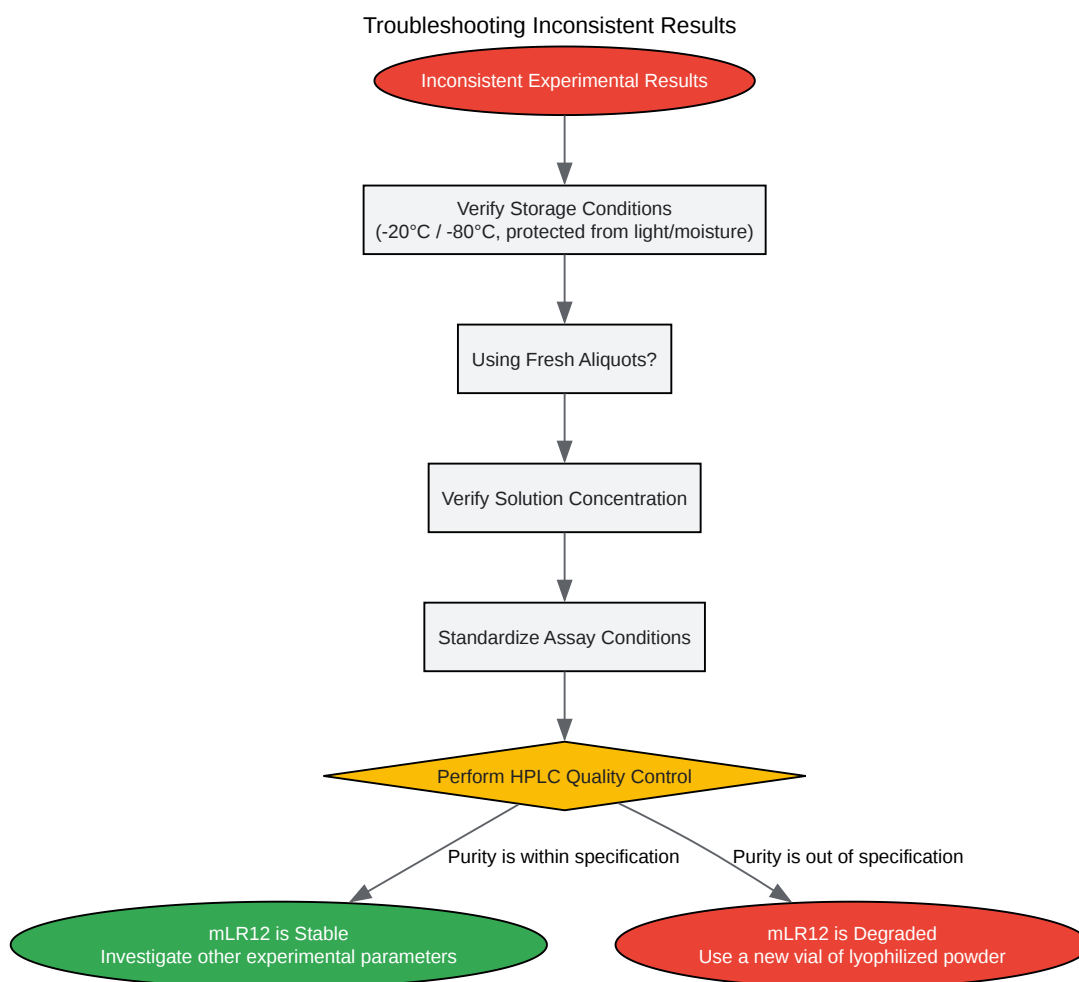 Troubleshooting Inconsistent Results
Inconsistent Experimental Results
Verify Storage Conditions
(-20°C / -80°C, protected from light/moisture)
Using Fresh Aliquots?
Verify Solution Concentration
Standardize Assay Conditions
Perform HPLC Quality Control
Purity is within specification
Purity is out of specification
mLR12 is Stable
Investigate other experimental parameters
mLR12 is Degraded
Use a new vial of lyophilized powder